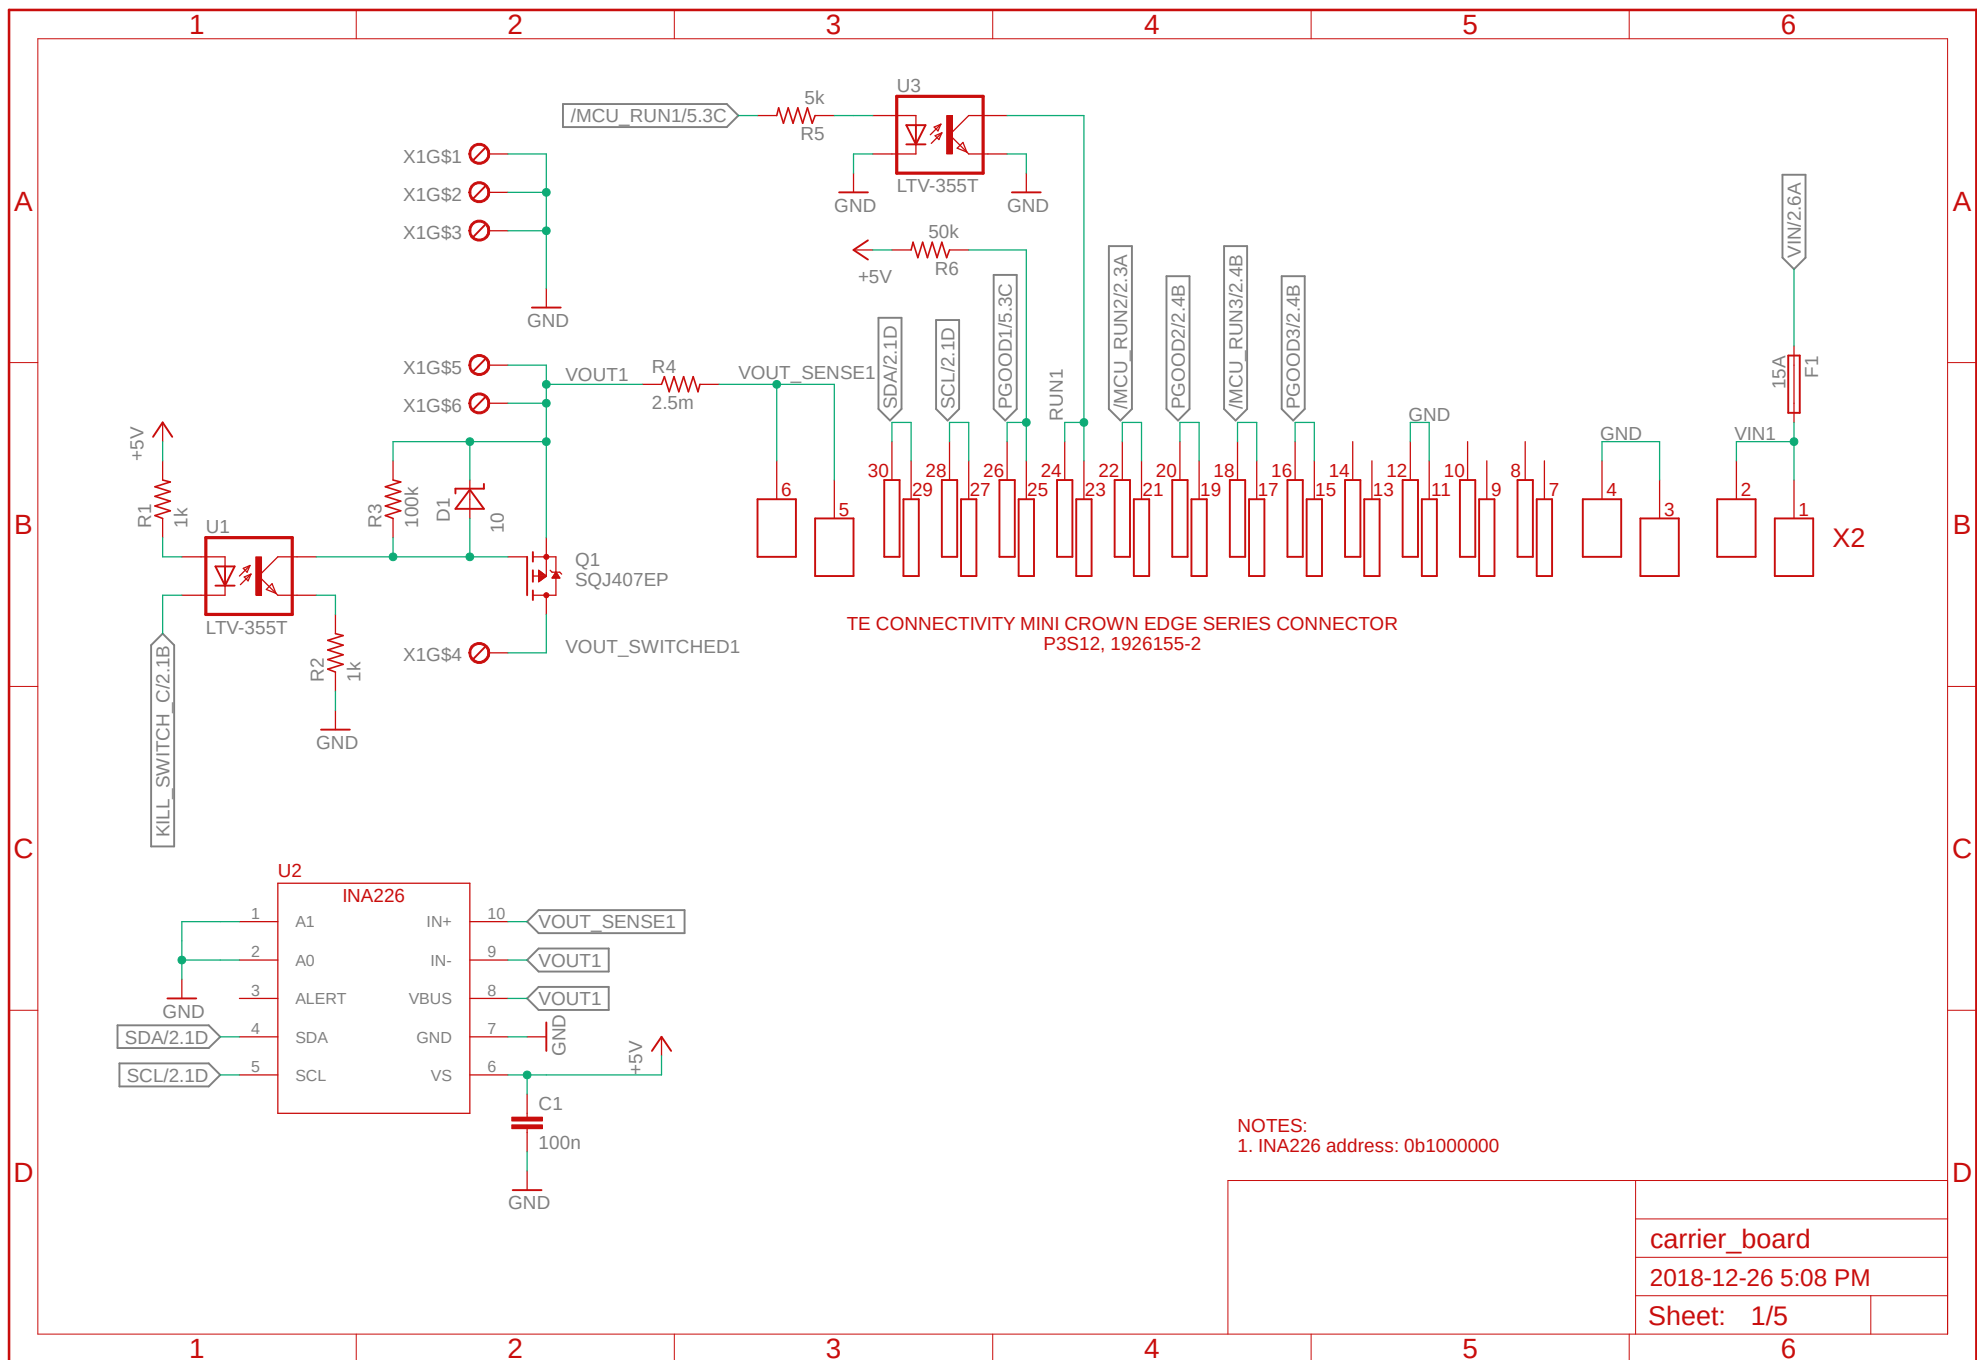 1 2 3 4 5 6
A A
B B
C C
D D
U3
5k
/MCU_RUN1/5.3C
R5
LTV-355T
GND
GND
X1G$1
X1G$2
X1G$3
GND
50k
R6
+5V
VIN/2.6A
15A
F1
SDA/2.1D
SCL/2.1D
PGOOD1/5.3C
RUN1
/MCU_RUN2/2.3A
PGOOD2/2.4B
/MCU_RUN3/2.4B
PGOOD3/2.4B
GND
GND
VIN1
X1G$5
X1G$6
VOUT1
R4
2.5m
VOUT_SENSE1
+5V
R1
1k
U1
LTV-355T
R3
100k
D1
10
Q1
SQJ407EP
X1G$4
VOUT_SWITCHED1
R2
1k
GND
KILL_SWITCH_C/2.1B
6 5 30 29 28 27 26 25 24 23 22 21 20 19 18 17 16 15 14 13 12 11 10 9 8 7 4 3 2 1
X2
TE CONNECTIVITY MINI CROWN EDGE SERIES CONNECTOR
P3S12, 1926155-2
U2
INA226
1 A1 IN+ 10 VOUT_SENSE1
2 A0 IN- 9 VOUT1
3 ALERT VBUS 8 VOUT1
GND
SDA/2.1D 4 SDA GND 7 GND
SCL/2.1D 5 SCL VS 6 +5V
C1
100n
GND
NOTES:
1. INA226 address: 0b1000000
carrier_board
2018-12-26 5:08 PM
Sheet: 1/5
1 2 3 4 5 6